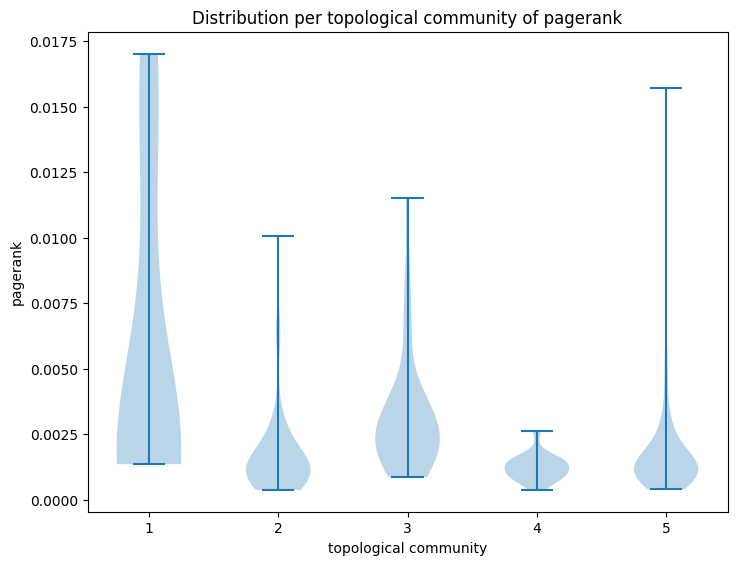 Distribution per topological community of pagerank
0.0175
0.0150
0.0125
0.0100
0.0075
0.0050
0.0025
0.0000
pagerank
1 2 3 4 5
topological community